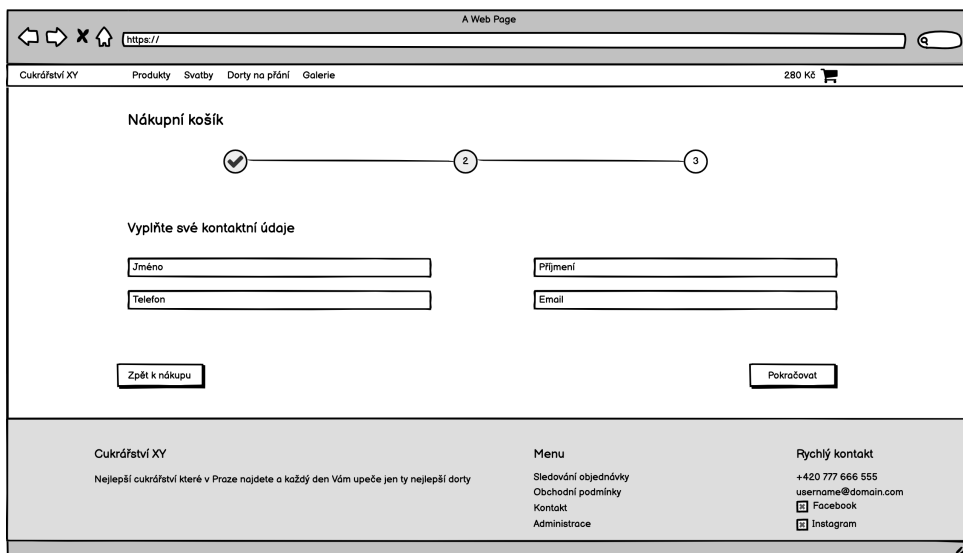 A Web Page
https://
Cukrářství XY Produkty Svatby Dorty na přání Galerie 280 Kč
Nákupní košík
2 3
Vyplňte své kontaktní údaje
Jméno Příjmení
Telefon Email
Zpět k nákupu Pokračovat
Cukrářství XY Menu Rychlý kontakt
Nejlepší cukrářství které v Praze najdete a každý den Vám upeče jen ty nejlepší dorty
Sledování objednávky +420 777 666 555
Obchodní podmínky username@domain.com
Kontakt Facebook
Administrace Instagram